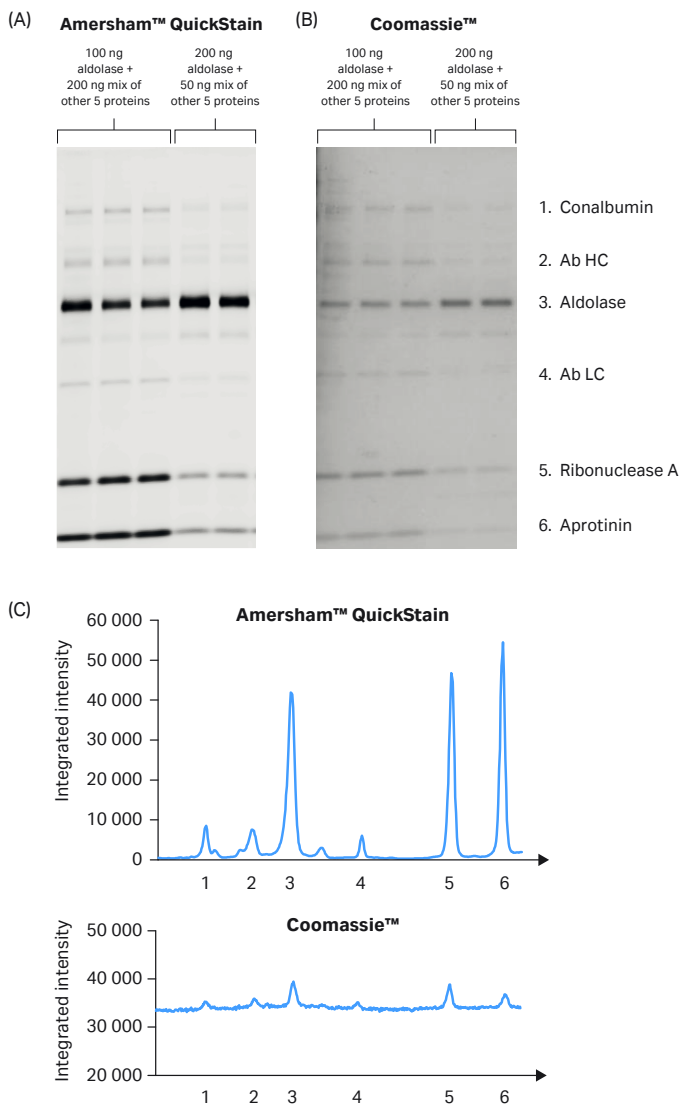 (A)
Amersham™ QuickStain
100 ng
aldolase +
200 ng mix of
other 5 proteins
200 ng
aldolase +
50 ng mix of
other 5 proteins
(B)
Coomassie™
100 ng
aldolase +
200 ng mix of
other 5 proteins
200 ng
aldolase +
50 ng mix of
other 5 proteins
1. Conalbumin
2. Ab HC
3. Aldolase
4. Ab LC
5. Ribonuclease A
6. Aprotinin
(C)
Amersham™ QuickStain
Integrated intensity
60 000
50 000
40 000
30 000
20 000
10 000
0
1 2 3 4 5 6
Coomassie™
Integrated intensity
50 000
40 000
30 000
20 000
1 2 3 4 5 6